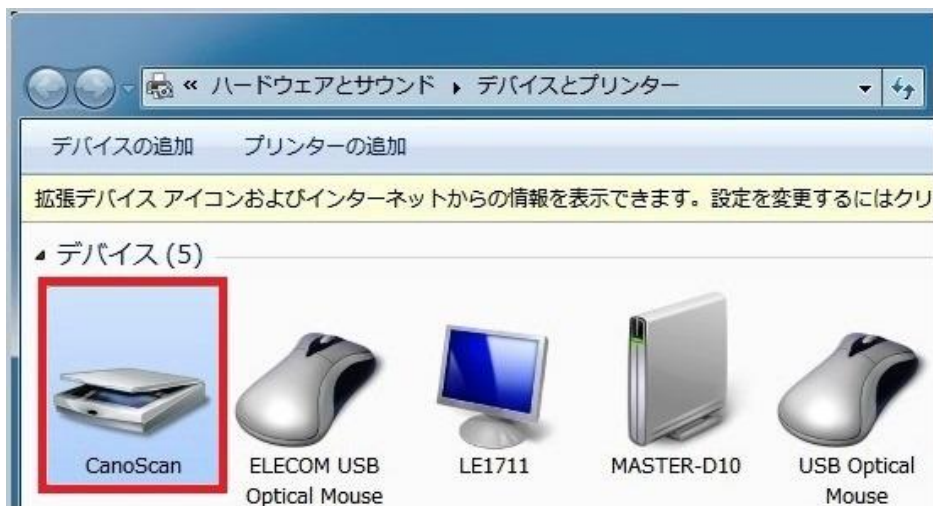 « ハードウェアとサウンド ▸ デバイスとプリンター
デバイスの追加 プリンターの追加
拡張デバイス アイコンおよびインターネットからの情報を表示できます。設定を変更するにはクリ
デバイス (5)
CanoScan
ELECOM USB
Optical Mouse
LE1711
MASTER-D10
USB Optical
Mouse